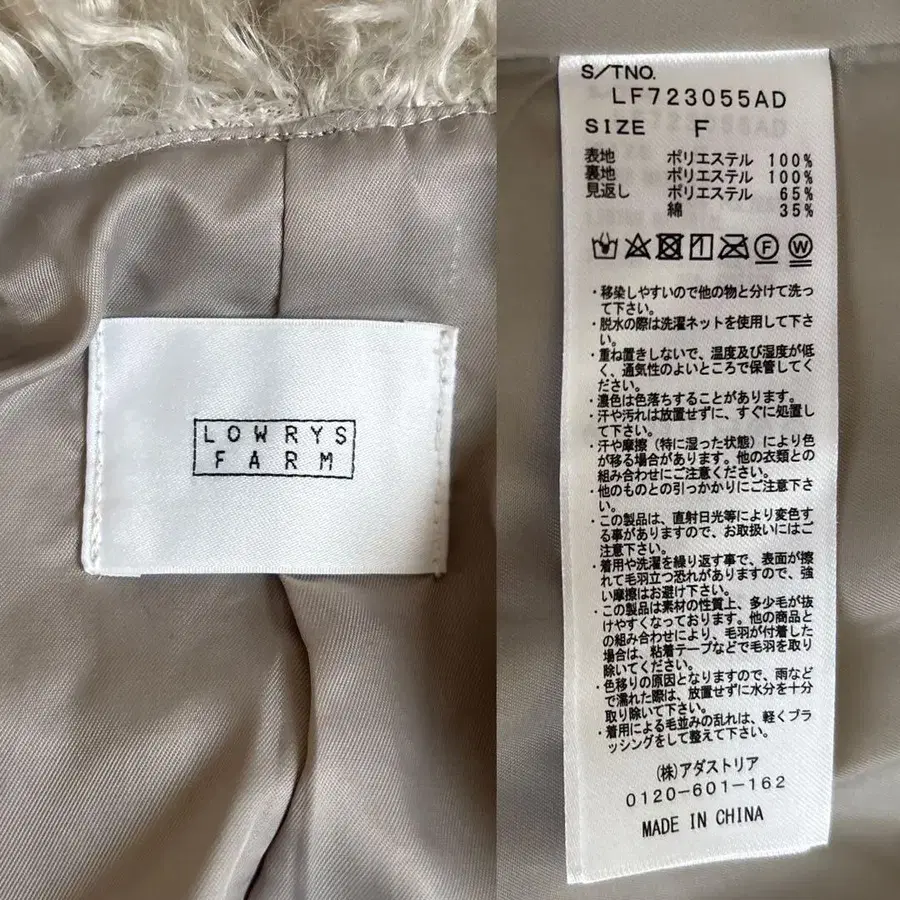 LOWRYS
FARM
S/TNO.
LF723055AD
SIZE F
表地 ポリエステル 100%
裏地 ポリエステル 100%
見返し ポリエステル 65%
綿 35%
F W
・移染しやすいので他の物と分けて洗っ
て下さい。
・脱水の際は洗濯ネットを使用して下さ
い。
・重ね置きしないで、温度及び湿度が低
く、通気性のよいところで保管してく
ださい。
・濃色は色落ちすることがあります。
・汗や汚れは放置せずに、すぐに処置し
て下さい。
・汗や摩擦（特に湿った状態）により色
が移る場合があります。他の衣類との
組み合わせにご注意ください。
・他のものとの引っかかりにご注意下さ
い。
・この製品は、直射日光等により変色す
る事がありますので、お取扱いにはご
注意下さい。
・着用や洗濯を繰り返す事で、表面が擦
れて毛羽立つ恐れがありますので、強
い摩擦はお避け下さい。
・この製品は素材の性質上、多少毛が抜
けやすくなっております。他の商品と
の組み合わせにより、毛羽が付着した
場合は、粘着テープなどで毛羽を取り
除いてください。
・色移りの原因となりますので、雨など
で濡れた際は、放置せずに水分を十分
取り除いて下さい。
・着用による毛並みの乱れは、軽くブラ
ッシングをして整えて下さい。
(株)アダストリア
0120-601-162
MADE IN CHINA